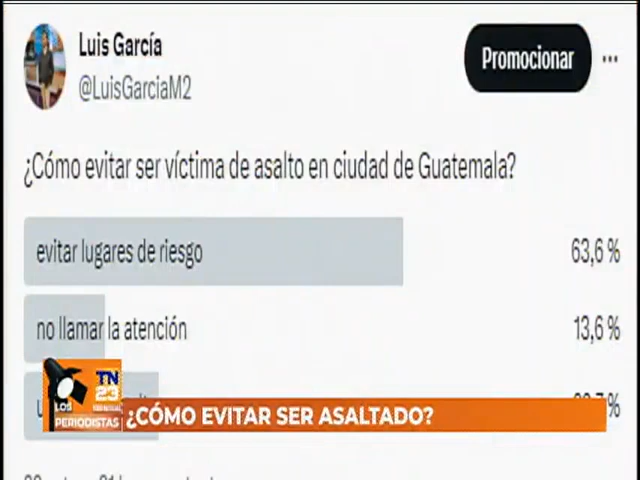 Luis García
Promocionar
@LuisGarciaM2
¿Cómo evitar ser víctima de asalto en ciudad de Guatemala?
evitar lugares de riesgo
63,6 %
no llamar la atención
13,6 %
TN
23
LOS
PERIODISTAS
¿CÓMO EVITAR SER ASALTADO?